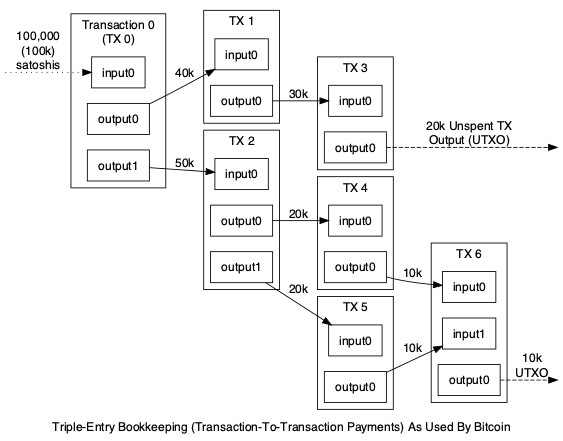 100,000
(100k)
satoshis
Transaction 0
(TX 0)
input0
output0
output1
40k
50k
TX 1
input0
output0
30k
TX 2
input0
output0
output1
20k
20k
TX 3
input0
output0
20k Unspent TX
Output (UTXO)
TX 4
input0
output0
10k
TX 5
input0
output0
10k
TX 6
input0
input1
output0
10k
UTXO
Triple-Entry Bookkeeping (Transaction-To-Transaction Payments) As Used By Bitcoin